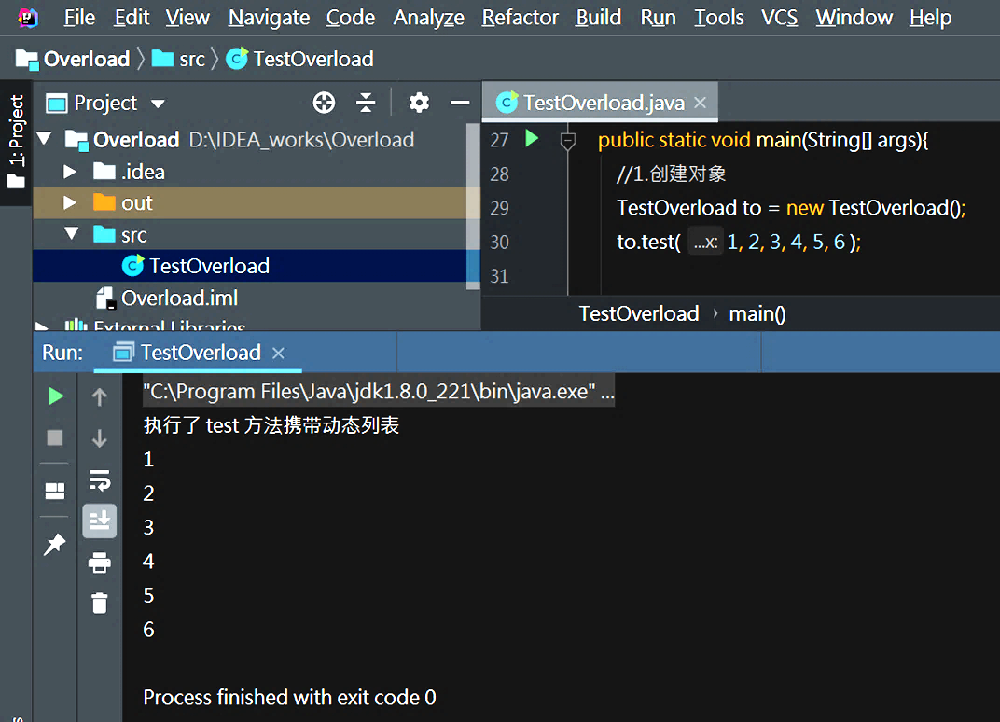 File Edit View Navigate Code Analyze Refactor Build Run Tools VCS Window Help
Overload src TestOverload
1: Project
Project
TestOverload.java
Overload D:\IDEA_works\Overload
.idea
out
src
TestOverload
Overload.iml
External Libraries
27 public static void main(String[] args){
28 //1.创建对象
29 TestOverload to = new TestOverload();
30 to.test( ...x: 1, 2, 3, 4, 5, 6 );
31
TestOverload › main()
Run: TestOverload
"C:\Program Files\Java\jdk1.8.0_221\bin\java.exe" ...
执行了 test 方法携带动态列表
1
2
3
4
5
6
Process finished with exit code 0